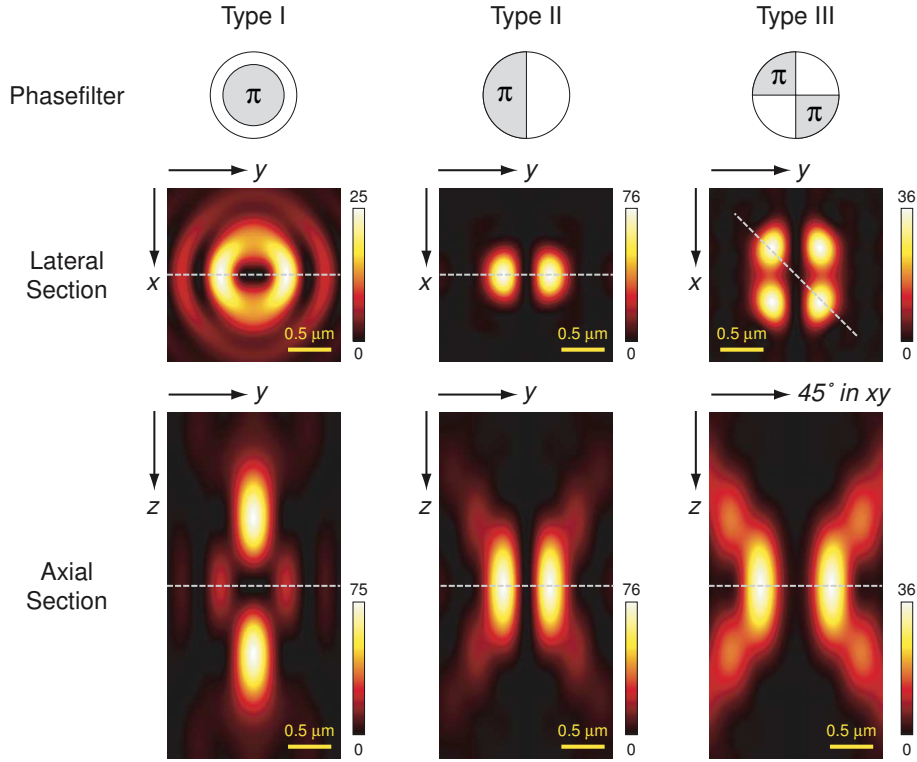 Type I Type II Type III
Phasefilter π π π π
y y y
25 76 36
Lateral
Section
x x x
0.5 μm 0.5 μm 0.5 μm
0 0 0
y y 45° in xy
z z z
Axial
Section
75 76 36
0.5 μm 0.5 μm 0.5 μm
0 0 0